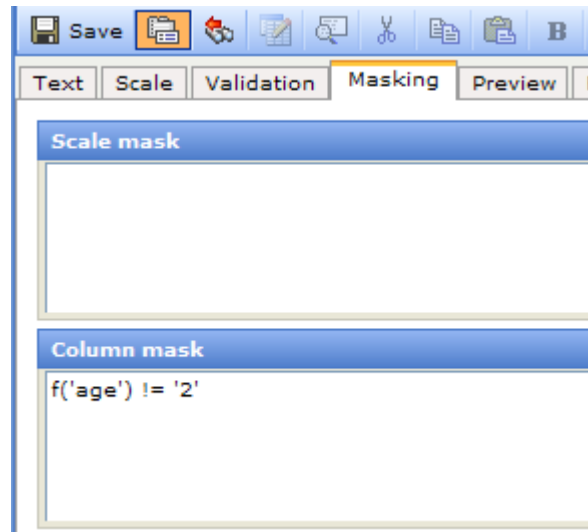 Save B
Text Scale Validation Masking Preview
Scale mask
Column mask
f('age') != '2'